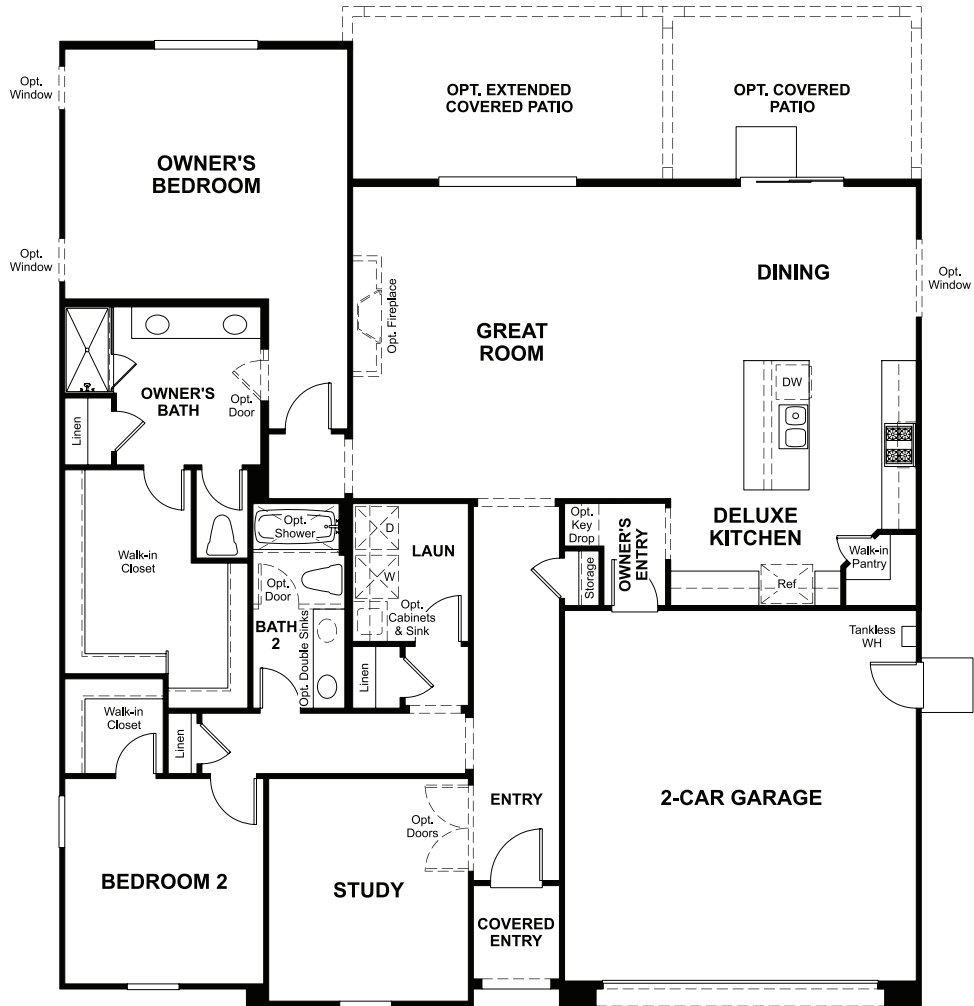 OPT. EXTENDED
COVERED PATIO
OPT. COVERED
PATIO
Opt.
Window
OWNER'S
BEDROOM
Opt.
Window
DINING
Opt.
Window
Opt. Fireplace
GREAT
ROOM
DW
OWNER'S
BATH
Opt.
Door
Linen
Opt.
Shower
D
LAUN
Opt.
Key
Drop
OWNER'S
ENTRY
DELUXE
KITCHEN
Walk-in
Pantry
Walk-in
Closet
W
Storage
Ref
Opt.
Door
Opt.
Cabinets
& Sink
BATH
2
Opt. Double Sinks
Tankless
WH
Linen
Walk-in
Closet
Linen
ENTRY
2-CAR GARAGE
Opt.
Doors
BEDROOM 2
STUDY
COVERED
ENTRY